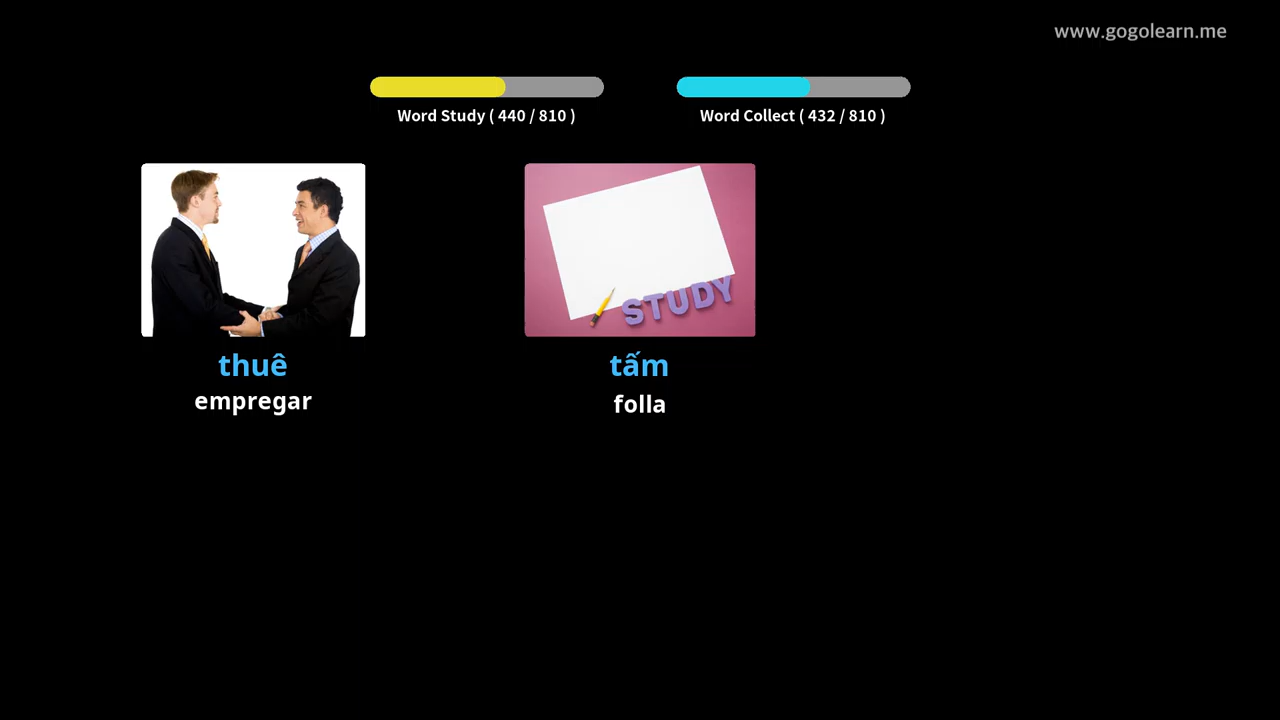 www.gogolearn.me
Word Study ( 440 / 810 )
Word Collect ( 432 / 810 )
STUDY
thuê
empregar
tấm
folla